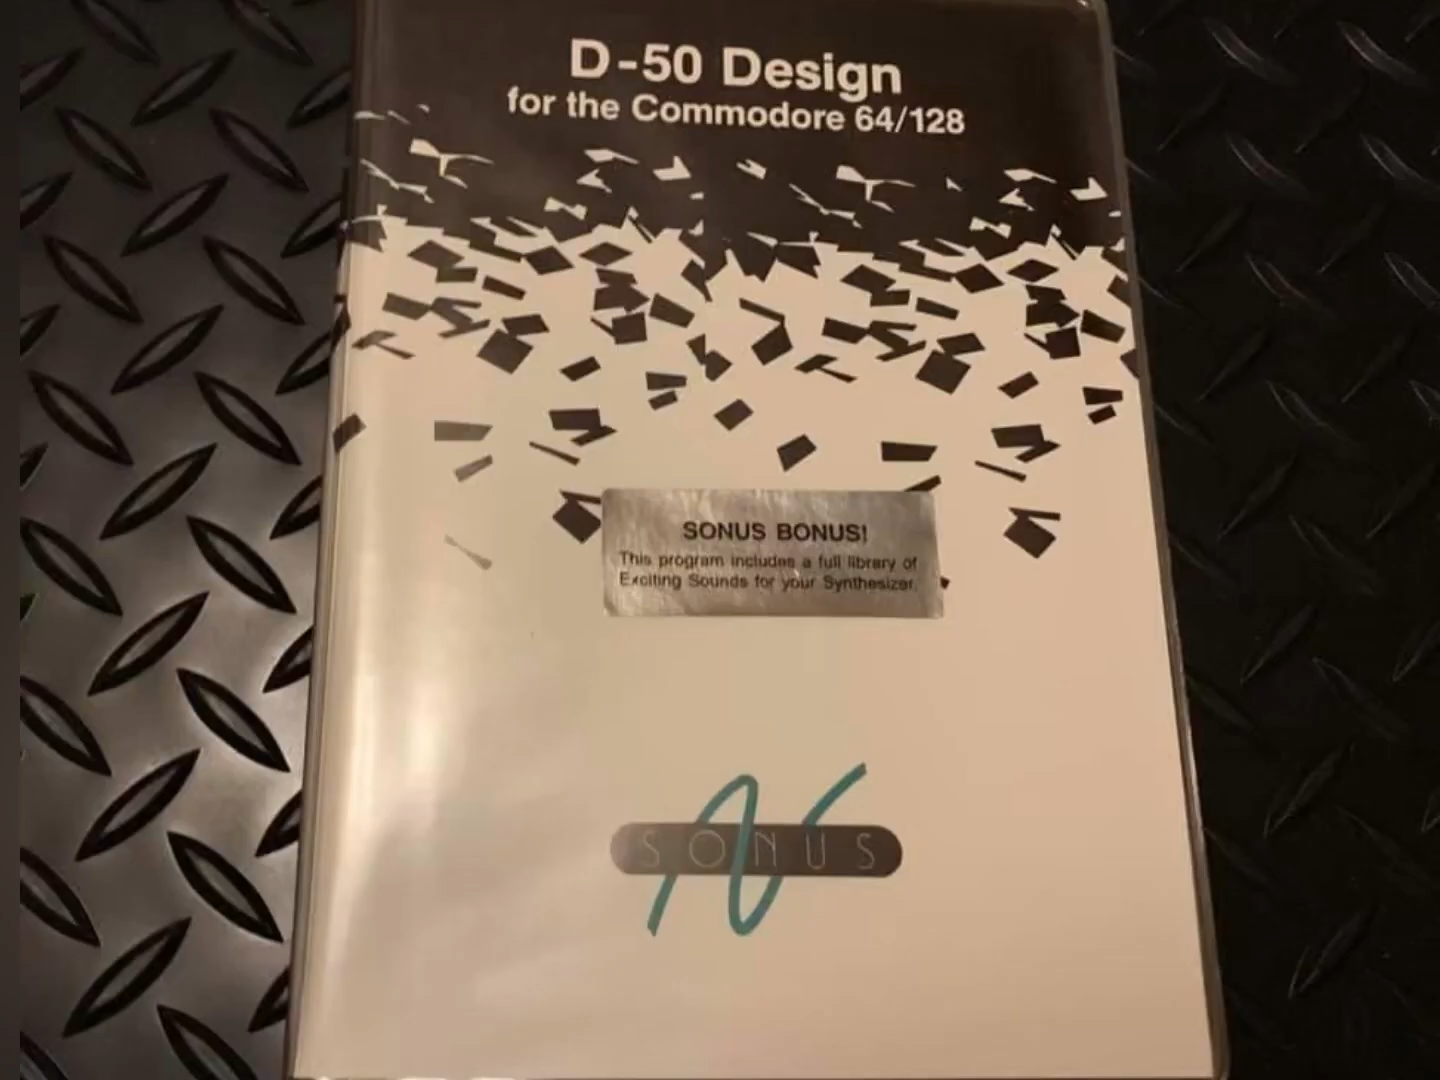 D-50 Design
for the Commodore 64/128
SONUS BONUS!
This program includes a full library of
Exciting Sounds for your Synthesizer.
SONUS